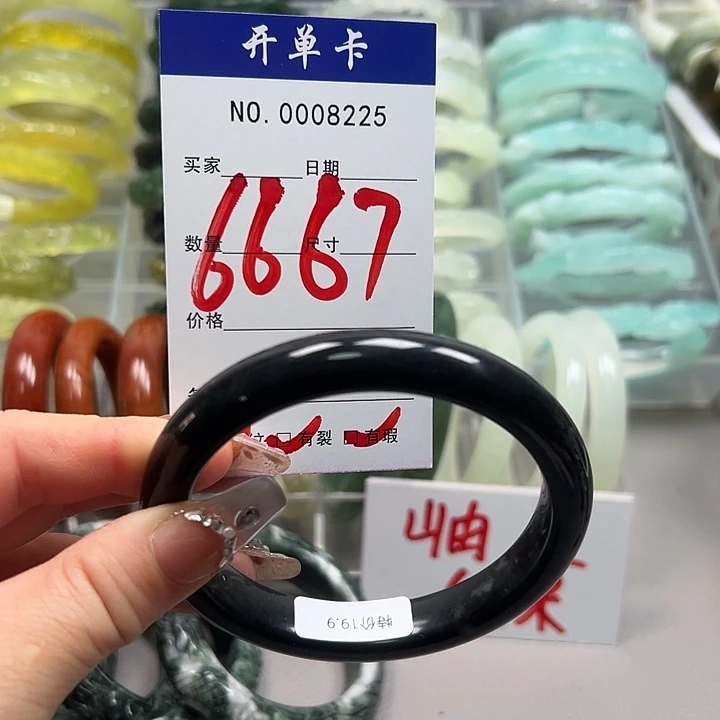 开单卡
NO. 0008225
买家 日期
6667
数量 尺寸
价格
有裂 有瑕
岫
特价19.9